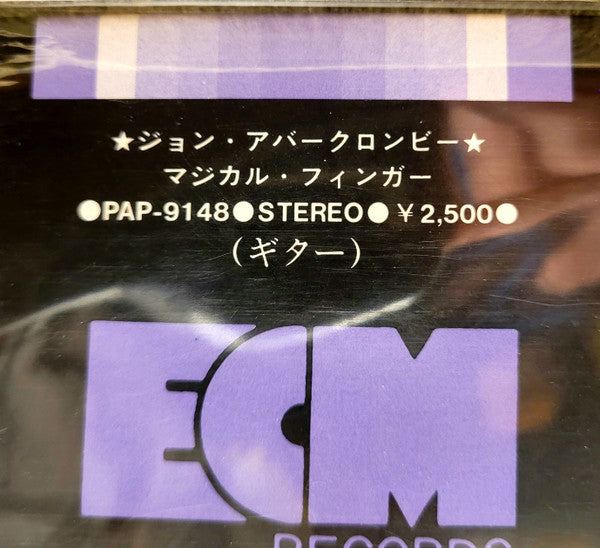 ★ジョン・アバークロンビー★
マジカル・フィンガー
●PAP-9148●STEREO●￥2,500●
（ギター）
ECM
RECORDS